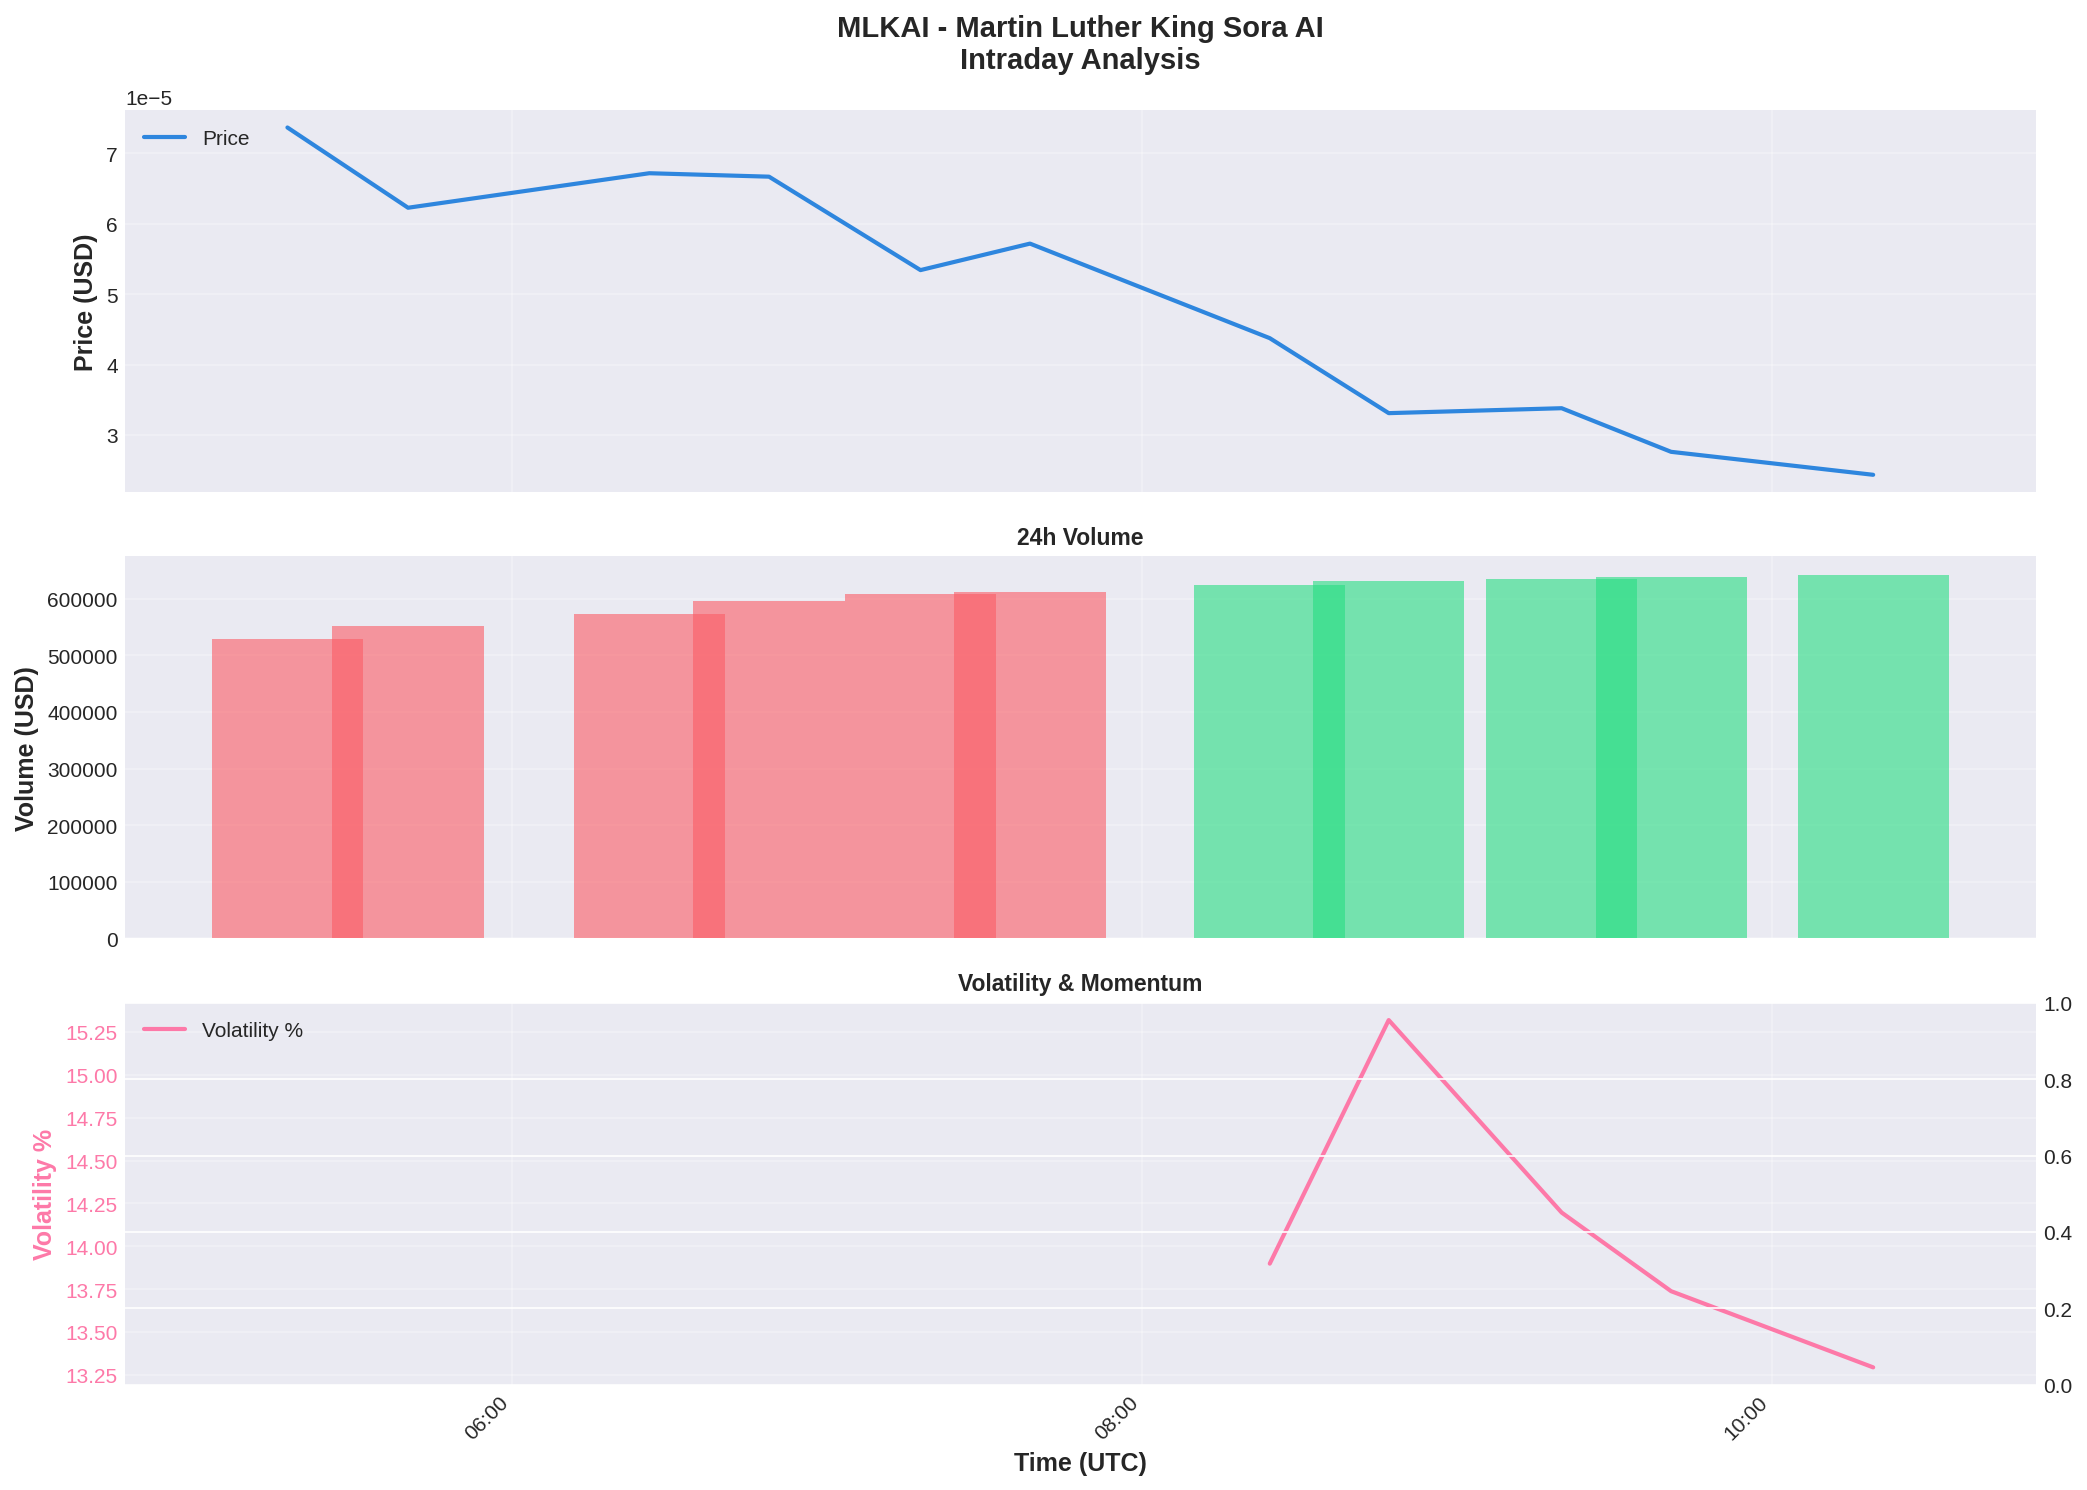 MLKAI - Martin Luther King Sora AI
Intraday Analysis
1e−5
Price
7
6
5
4
3
Price (USD)
24h Volume
600000
500000
400000
300000
200000
100000
0
Volume (USD)
Volatility & Momentum
Volatility %
15.25
15.00
14.75
14.50
14.25
14.00
13.75
13.50
13.25
Volatility %
1.0
0.8
0.6
0.4
0.2
0.0
06:00
08:00
10:00
Time (UTC)